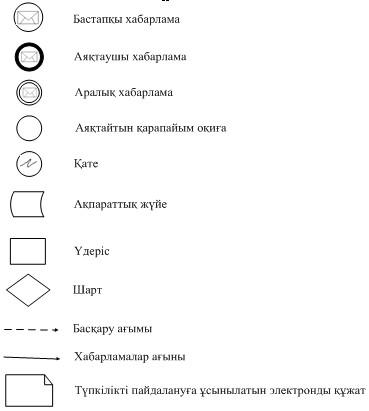 Бастапқы хабарлама
Аяқтаушы хабарлама
Аралық хабарлама
Аяқтайтын қарапайым оқиға
Қате
Ақпараттық жүйе
Үдеріс
Шарт
Басқару ағымы
Хабарламалар ағыны
Түпкілікті пайдалануға ұсынылатын электронды құжат